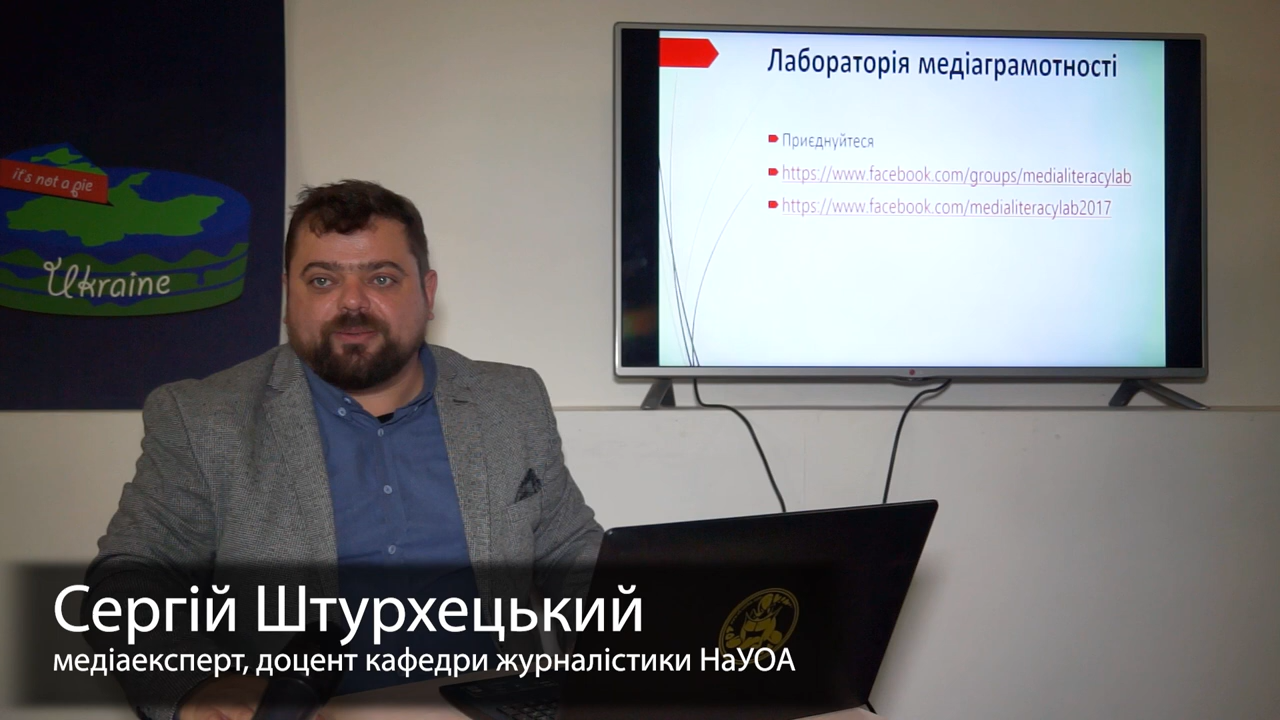 it's not a pie
Ukraine
Лабораторія медіаграмотності
Приєднуйтеся
https://www.facebook.com/groups/medialiteracylab
https://www.facebook.com/medialiteracylab2017
Сергій Штурхецький
медіаексперт, доцент кафедри журналістики НаУОА